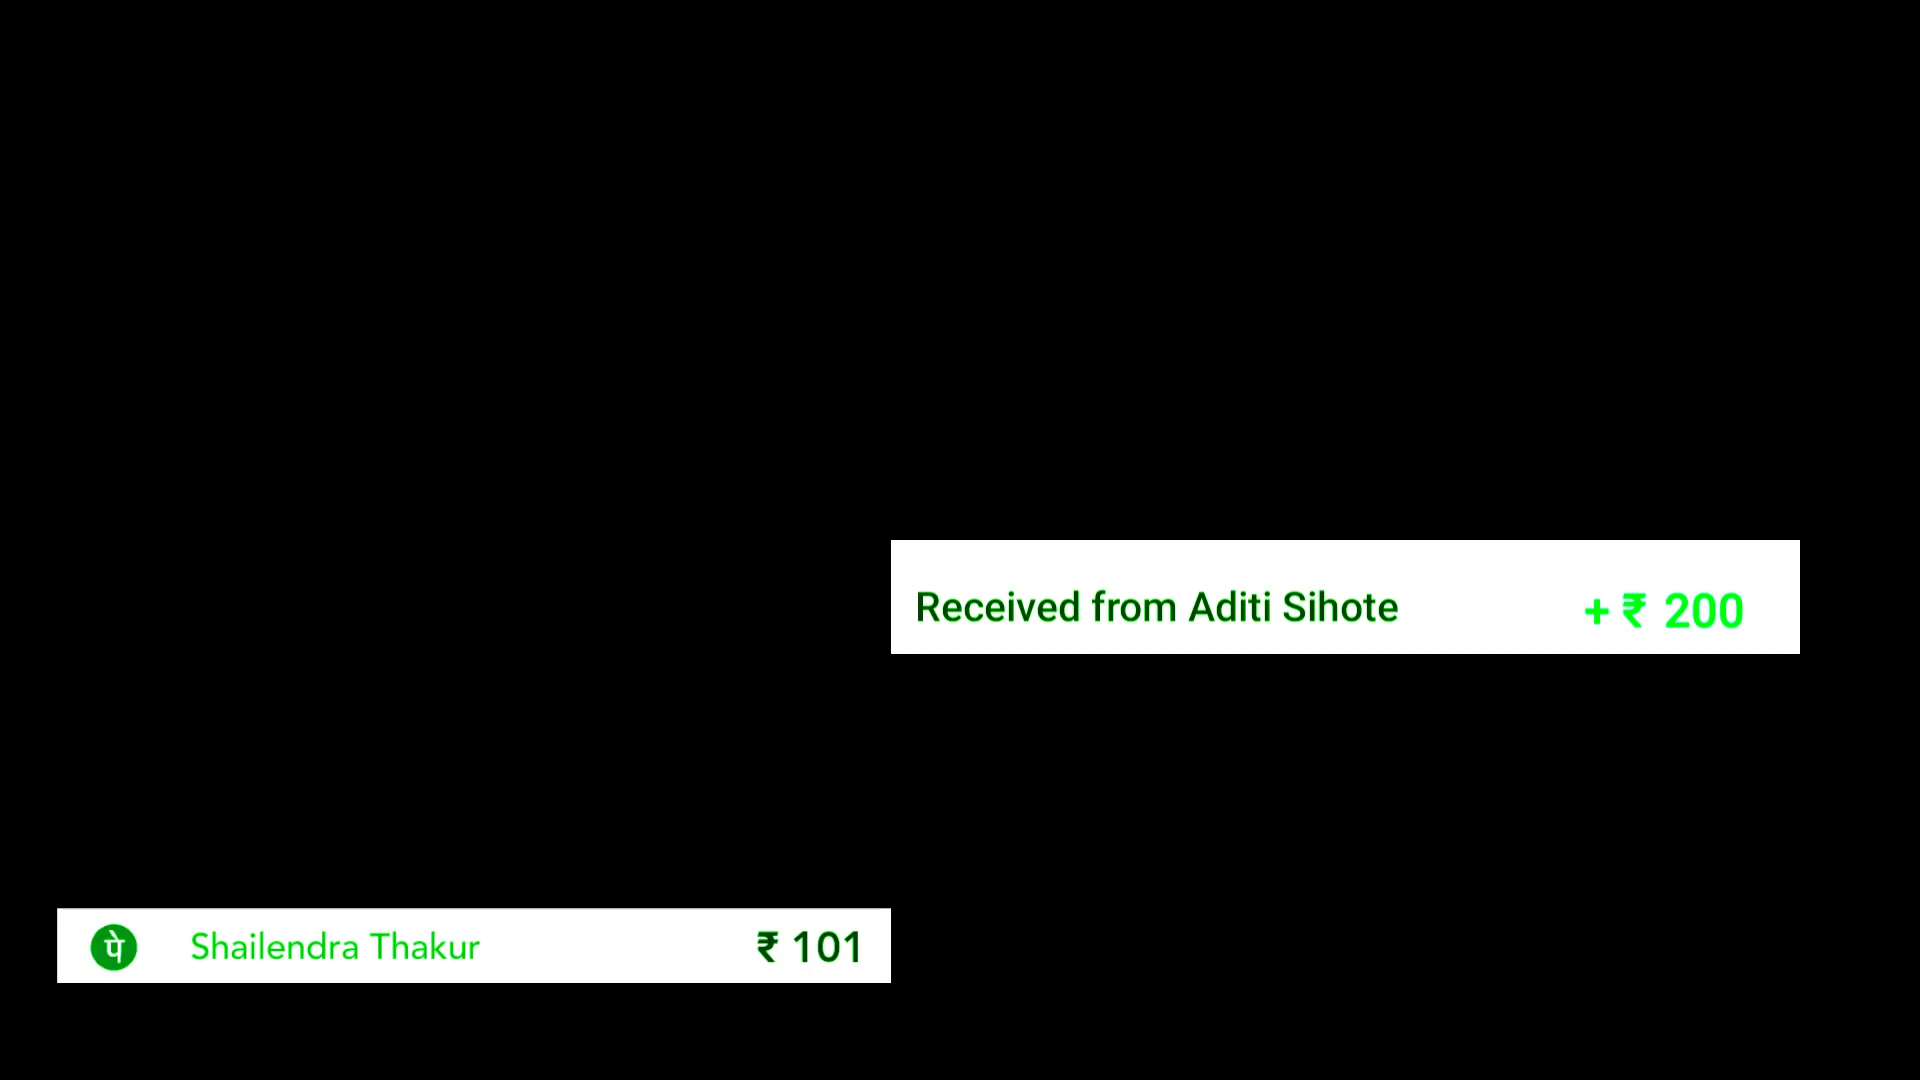 Received from Aditi Sihote + ₹ 200
पे Shailendra Thakur ₹ 101